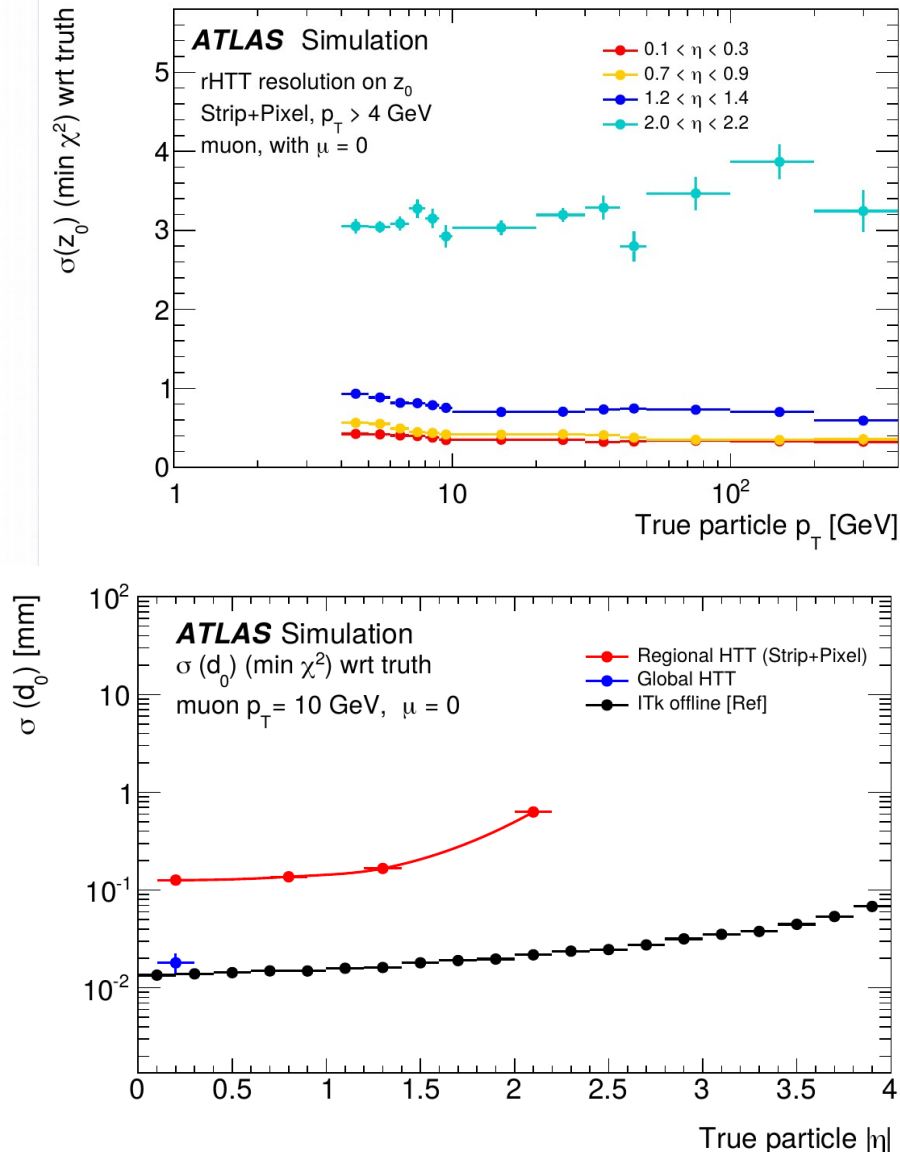 σ(z₀) (min χ²) wrt truth
ATLAS Simulation
rHTT resolution on z₀
Strip+Pixel, p_T > 4 GeV
muon, with μ = 0
0.1 < η < 0.3
0.7 < η < 0.9
1.2 < η < 1.4
2.0 < η < 2.2
5
4
3
2
1
0
1 10 10²
True particle p_T [GeV]
σ (d₀) [mm]
ATLAS Simulation
σ (d₀) (min χ²) wrt truth
muon p_T= 10 GeV, μ = 0
Regional HTT (Strip+Pixel)
Global HTT
ITk offline [Ref]
10²
10
1
10⁻¹
10⁻²
0 0.5 1 1.5 2 2.5 3 3.5 4
True particle |η|